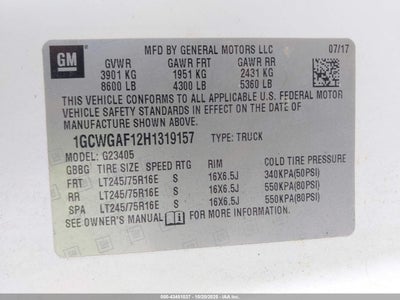 GM
MFD BY GENERAL MOTORS LLC 07/17
GVWR GAWR FRT GAWR RR
3901 KG 1951 KG 2431 KG
8600 LB 4300 LB 5360 LB
THIS VEHICLE CONFORMS TO ALL APPLICABLE U.S. FEDERAL MOTOR
VEHICLE SAFETY STANDARDS IN EFFECT ON THE DATE OF
MANUFACTURE SHOWN ABOVE.
1GCWGAF12H1319157 TYPE: TRUCK
MODEL: G23405
GBBG TIRE SIZE SPEED RTG RIM COLD TIRE PRESSURE
FRT LT245/75R16E S 16X6.5J 340KPA(50PSI)
RR LT245/75R16E S 16X6.5J 550KPA(80PSI)
SPA LT245/75R16E S 16X6.5J 550KPA(80PSI)
SEE OWNER'S MANUAL FOR MORE INFORMATION.